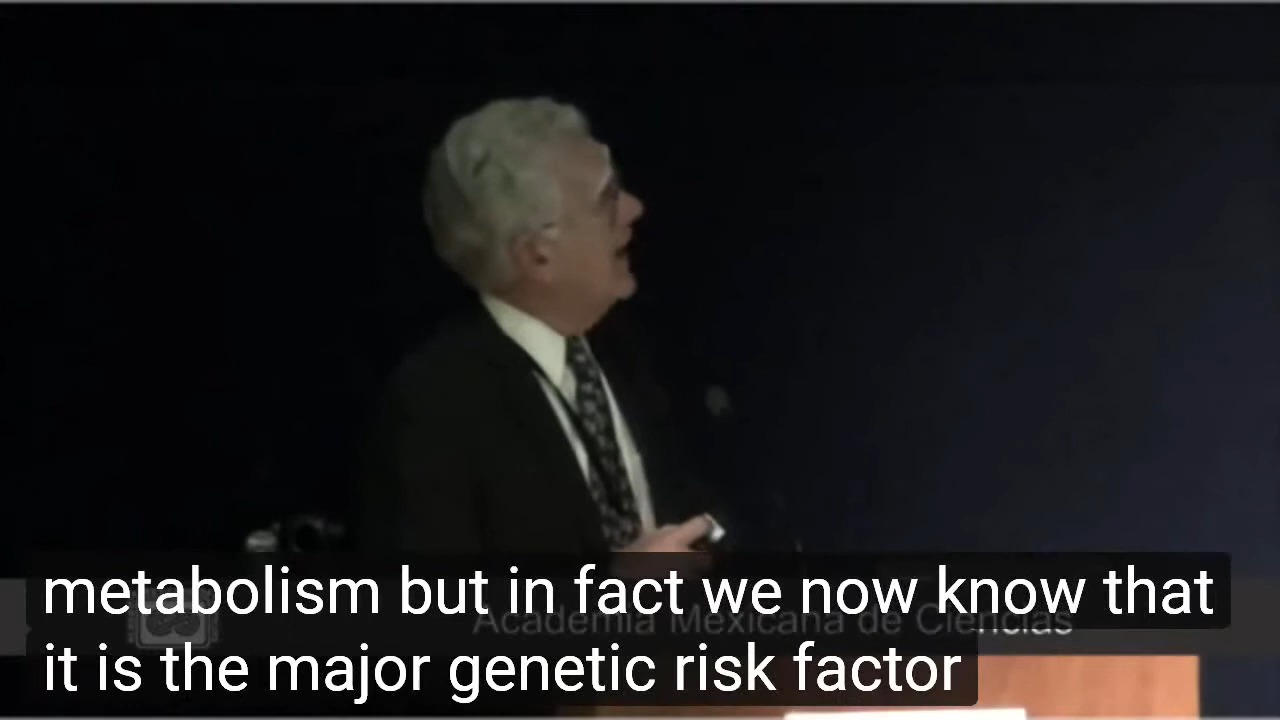 metabolism but in fact we now know that
Academia Mexicana de Ciencias
it is the major genetic risk factor